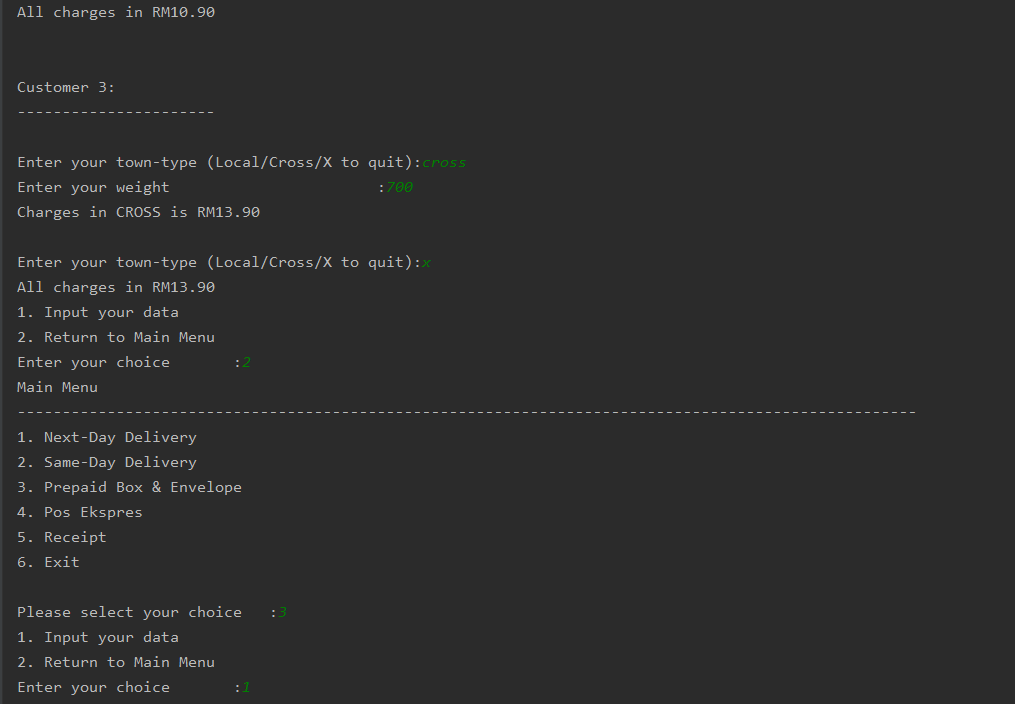 All charges in RM10.90
Customer 3:
----------------------
Enter your town-type (Local/Cross/X to quit):cross
Enter your weight                       :700
Charges in CROSS is RM13.90
Enter your town-type (Local/Cross/X to quit):x
All charges in RM13.90
1. Input your data
2. Return to Main Menu
Enter your choice       :2
Main Menu
----------------------------------------------------------------------------------------------------
1. Next-Day Delivery
2. Same-Day Delivery
3. Prepaid Box & Envelope
4. Pos Ekspres
5. Receipt
6. Exit
Please select your choice   :3
1. Input your data
2. Return to Main Menu
Enter your choice       :1